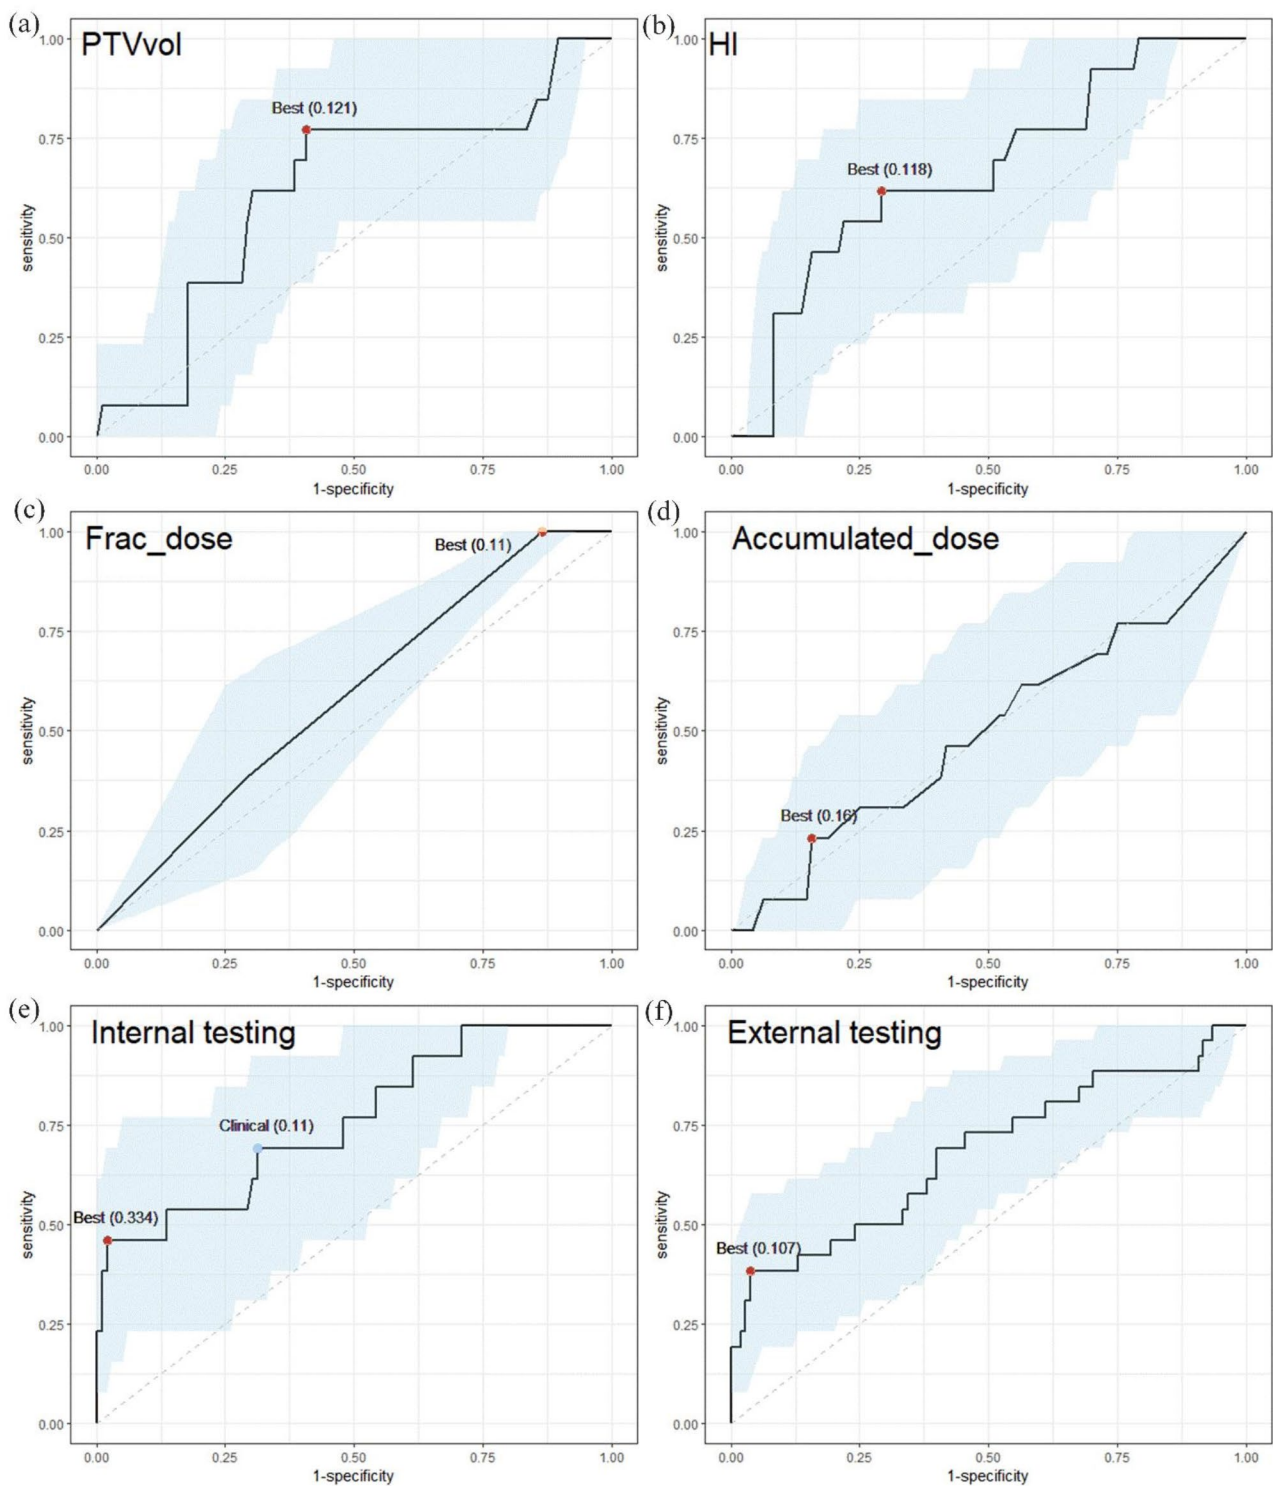 (a)
PTVvol
1.00
Best (0.121)
0.75
sensitivity
0.50
0.25
0.00
0.00 0.25 0.50 0.75 1.00
1-specificity
(b)
HI
1.00
0.75
Best (0.118)
sensitivity
0.50
0.25
0.00
0.00 0.25 0.50 0.75 1.00
1-specificity
(c)
Frac_dose
1.00
Best (0.11)
0.75
sensitivity
0.50
0.25
0.00
0.00 0.25 0.50 0.75 1.00
1-specificity
(d)
Accumulated_dose
1.00
0.75
sensitivity
0.50
Best (0.16)
0.25
0.00
0.00 0.25 0.50 0.75 1.00
1-specificity
(e)
Internal testing
1.00
Clinical (0.11)
0.75
sensitivity
0.50
Best (0.334)
0.25
0.00
0.00 0.25 0.50 0.75 1.00
1-specificity
(f)
External testing
1.00
0.75
sensitivity
0.50
Best (0.107)
0.25
0.00
0.00 0.25 0.50 0.75 1.00
1-specificity